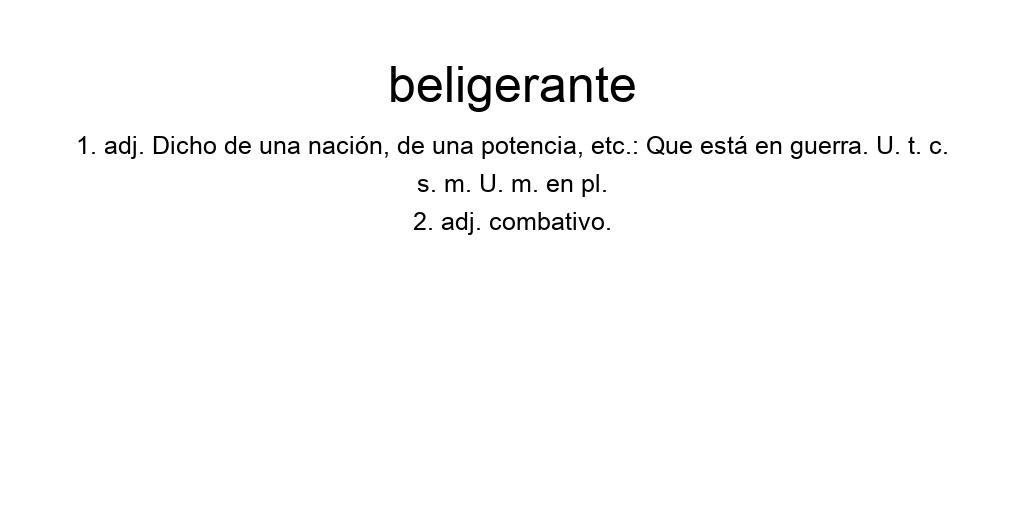 beligerante
1. adj. Dicho de una nación, de una potencia, etc.: Que está en guerra. U. t. c.
s. m. U. m. en pl.
2. adj. combativo.